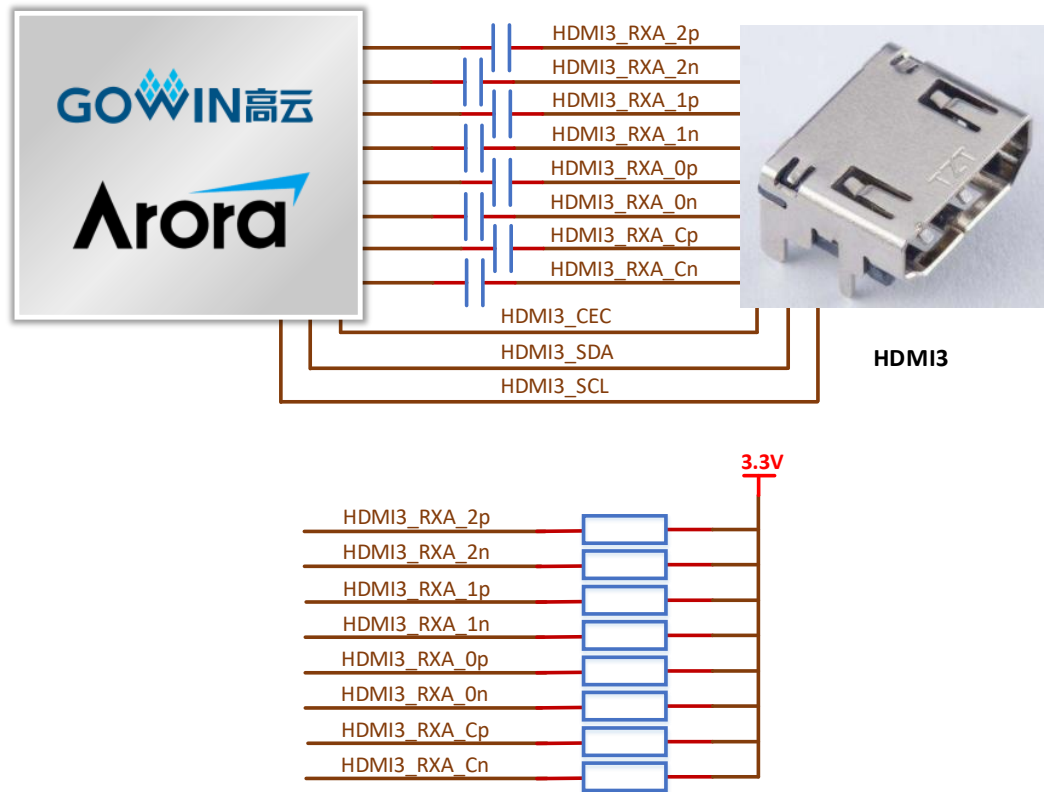 GOWIN高云
Arora
HDMI3_RXA_2p
HDMI3_RXA_2n
HDMI3_RXA_1p
HDMI3_RXA_1n
HDMI3_RXA_0p
HDMI3_RXA_0n
HDMI3_RXA_Cp
HDMI3_RXA_Cn
TZT
HDMI3_CEC
HDMI3_SDA
HDMI3_SCL
HDMI3
3.3V
HDMI3_RXA_2p
HDMI3_RXA_2n
HDMI3_RXA_1p
HDMI3_RXA_1n
HDMI3_RXA_0p
HDMI3_RXA_0n
HDMI3_RXA_Cp
HDMI3_RXA_Cn